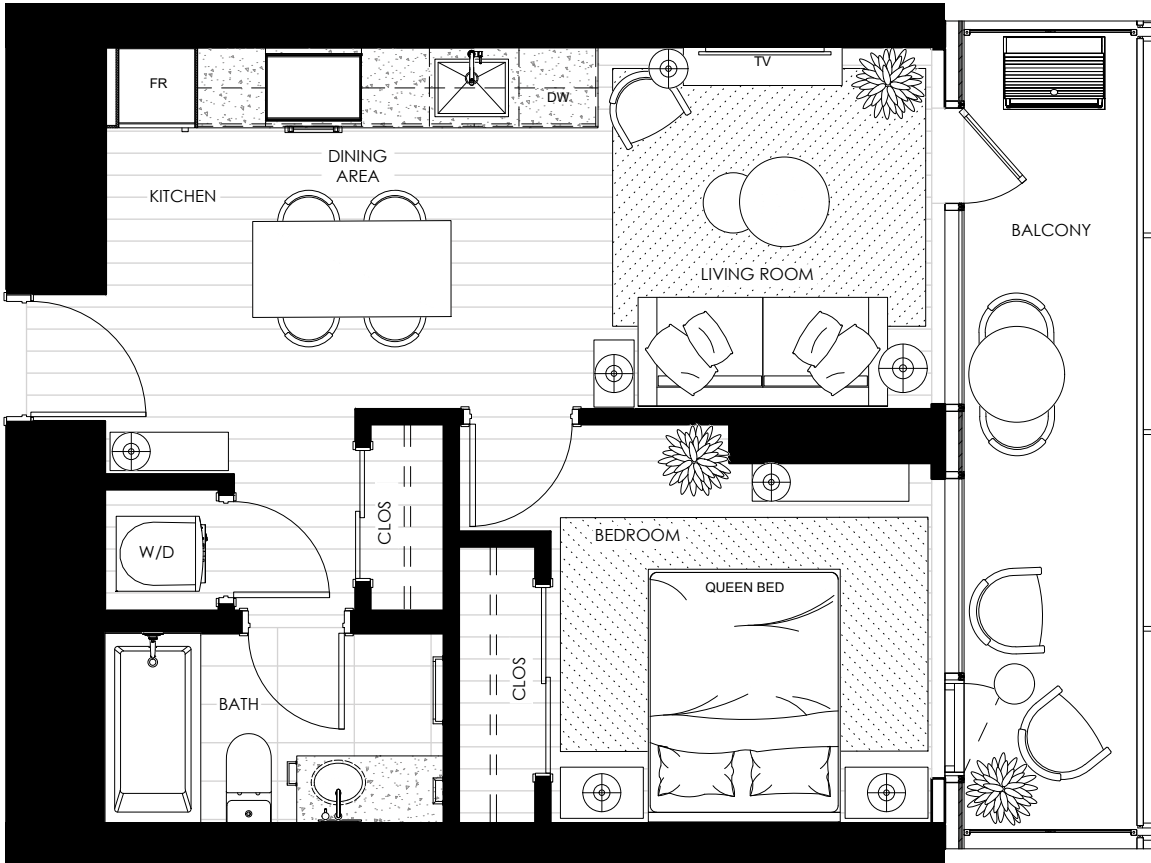 FR
DW
TV
DINING
AREA
KITCHEN
BALCONY
LIVING ROOM
CLOS
BEDROOM
W/D
QUEEN BED
CLOS
BATH